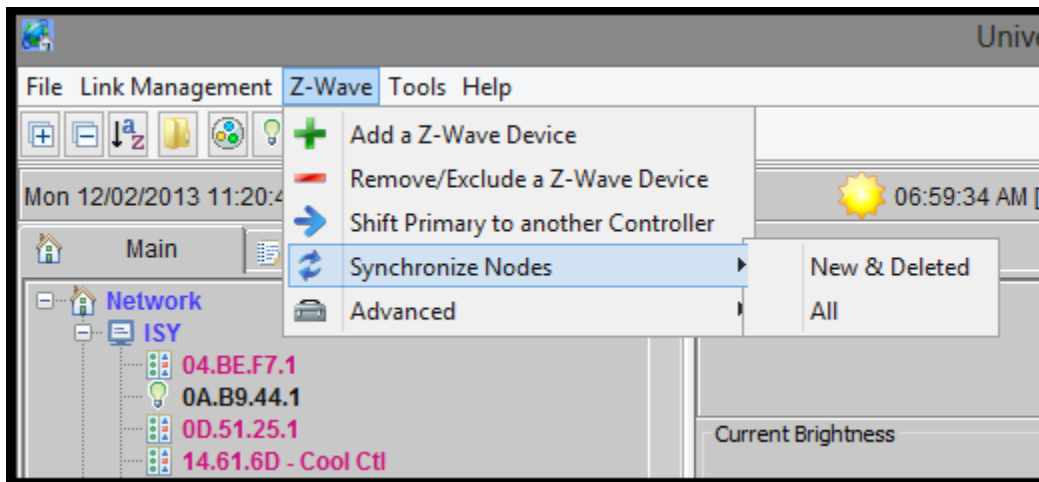 Unive
File Link Management Z-Wave Tools Help
Add a Z-Wave Device
Remove/Exclude a Z-Wave Device
Mon 12/02/2013 11:20:4
06:59:34 AM [
Shift Primary to another Controller
Main
Synchronize Nodes
New & Deleted
Advanced
All
Network
ISY
04.BE.F7.1
0A.B9.44.1
0D.51.25.1
Current Brightness
14.61.6D - Cool Ctl